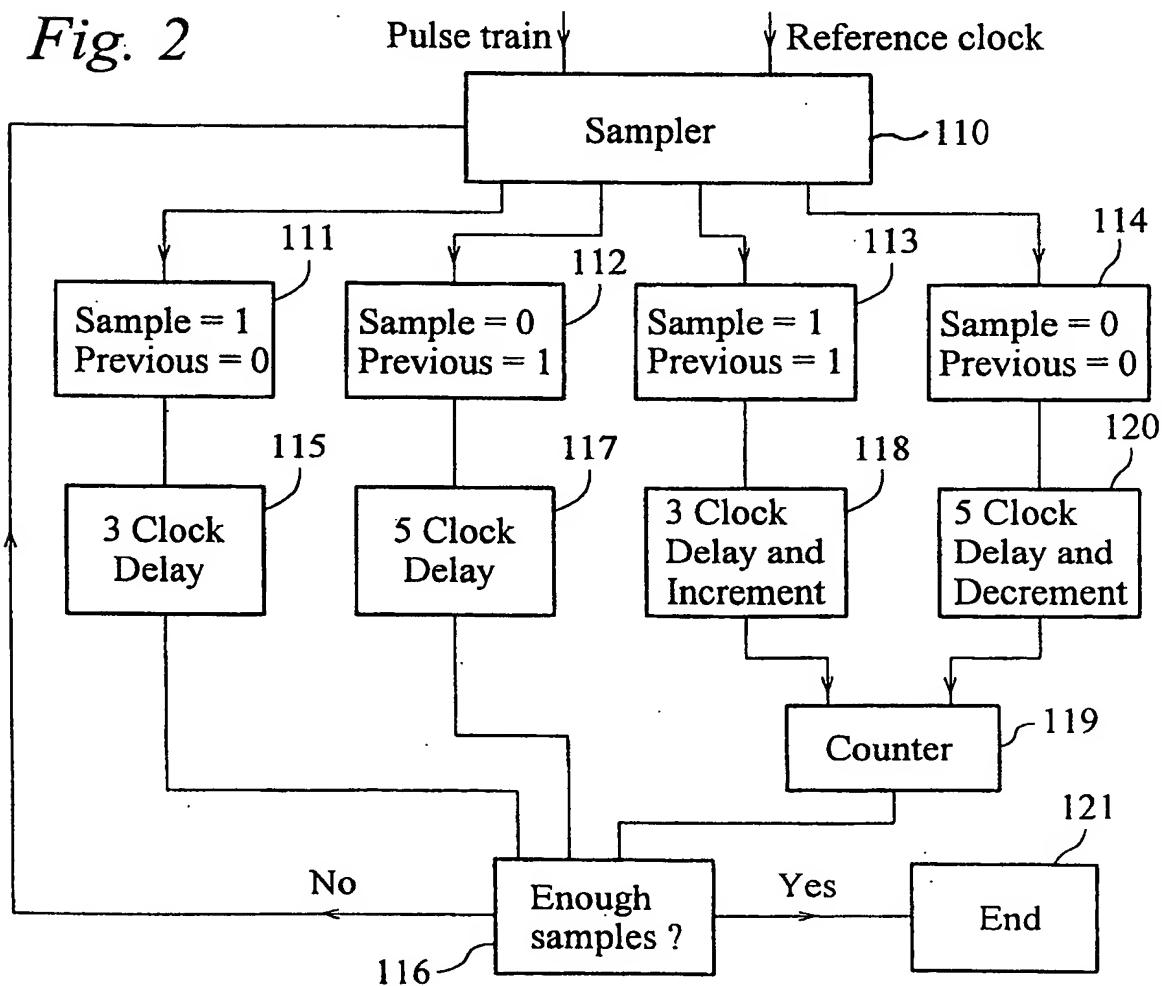 Fig. 2
Pulse train
Reference clock
Sampler
110
111
112
113
114
Sample = 1
Previous = 0
Sample = 0
Previous = 1
Sample = 1
Previous = 1
Sample = 0
Previous = 0
115
117
118
120
3 Clock
Delay
5 Clock
Delay
3 Clock
Delay and
Increment
5 Clock
Delay and
Decrement
Counter
119
121
No
Enough
samples ?
Yes
End
116